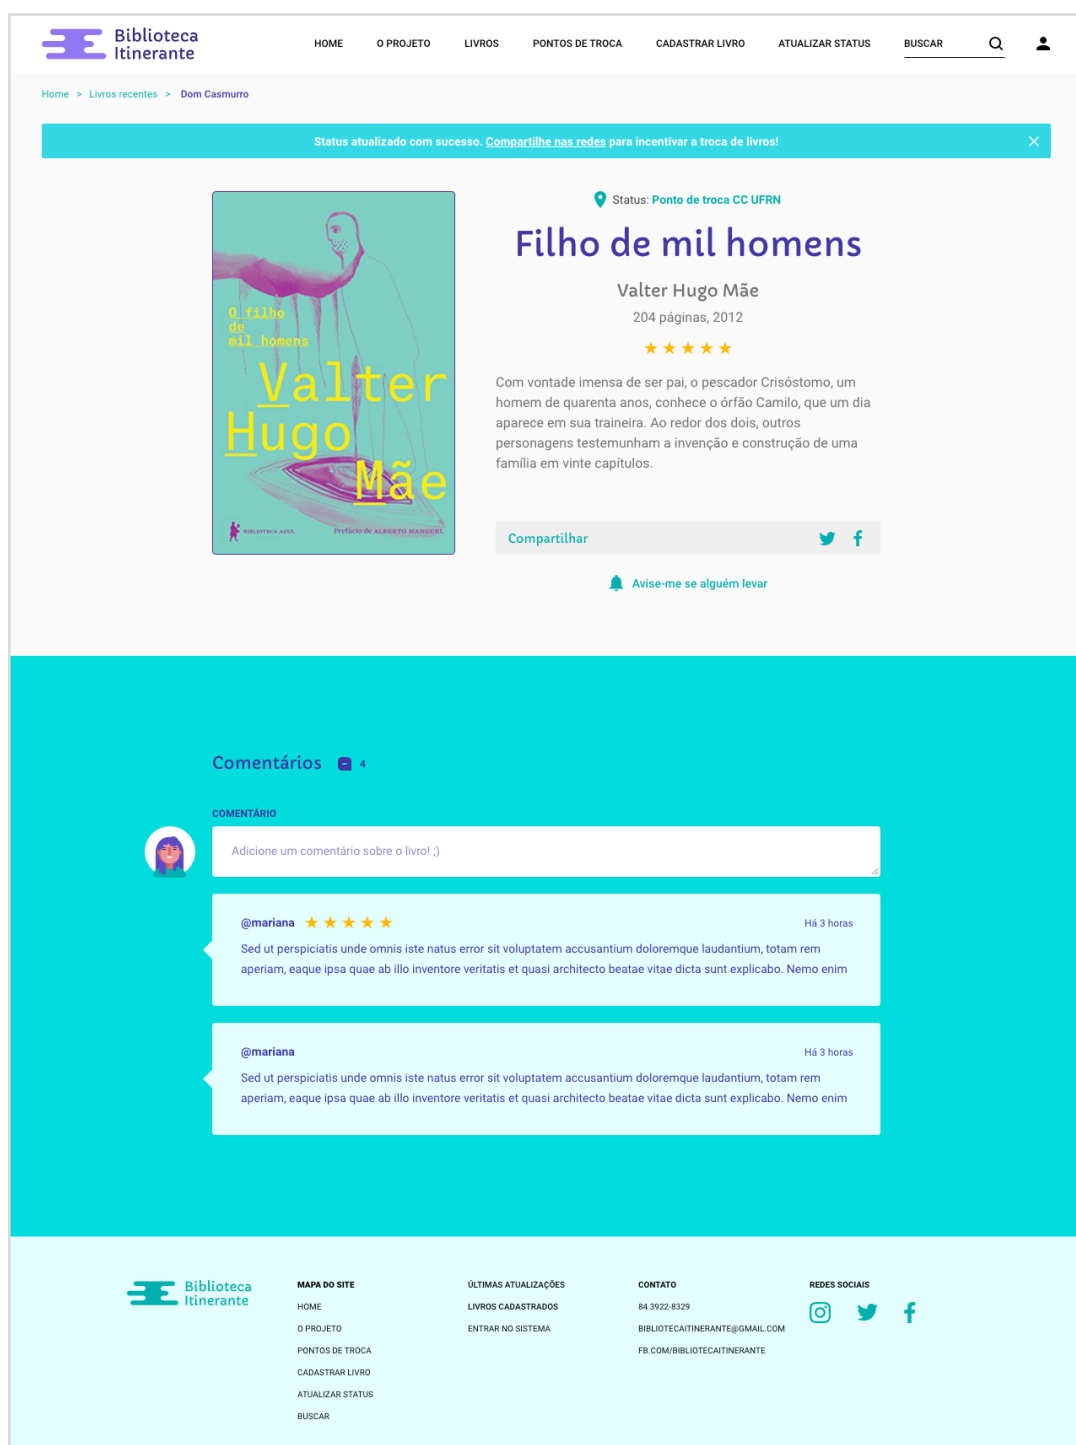 Biblioteca
Itinerante
HOME O PROJETO LIVROS PONTOS DE TROCA CADASTRAR LIVRO ATUALIZAR STATUS BUSCAR
Home > Livros recentes > Dom Casmurro
Status atualizado com sucesso. Compartilhe nas redes para incentivar a troca de livros!
O filho
de
mil homens
Valter
Hugo
Mãe
BIBLIOTECA AZUL Prefácio de ALBERTO MANGUEL
Status: Ponto de troca CC UFRN
Filho de mil homens
Valter Hugo Mãe
204 páginas, 2012
Com vontade imensa de ser pai, o pescador Crisóstomo, um
homem de quarenta anos, conhece o órfão Camilo, que um dia
aparece em sua traineira. Ao redor dos dois, outros
personagens testemunham a invenção e construção de uma
família em vinte capítulos.
Compartilhar
Avise-me se alguém levar
Comentários 4
COMENTÁRIO
Adicione um comentário sobre o livro! ;)
@mariana Há 3 horas
Sed ut perspiciatis unde omnis iste natus error sit voluptatem accusantium doloremque laudantium, totam rem
aperiam, eaque ipsa quae ab illo inventore veritatis et quasi architecto beatae vitae dicta sunt explicabo. Nemo enim
@mariana Há 3 horas
Sed ut perspiciatis unde omnis iste natus error sit voluptatem accusantium doloremque laudantium, totam rem
aperiam, eaque ipsa quae ab illo inventore veritatis et quasi architecto beatae vitae dicta sunt explicabo. Nemo enim
Biblioteca
Itinerante
MAPA DO SITE
HOME
O PROJETO
PONTOS DE TROCA
CADASTRAR LIVRO
ATUALIZAR STATUS
BUSCAR
ÚLTIMAS ATUALIZAÇÕES
LIVROS CADASTRADOS
ENTRAR NO SISTEMA
CONTATO
84 3922-8329
BIBLIOTECAITINERANTE@GMAIL.COM
FB.COM/BIBLIOTECAITINERANTE
REDES SOCIAIS